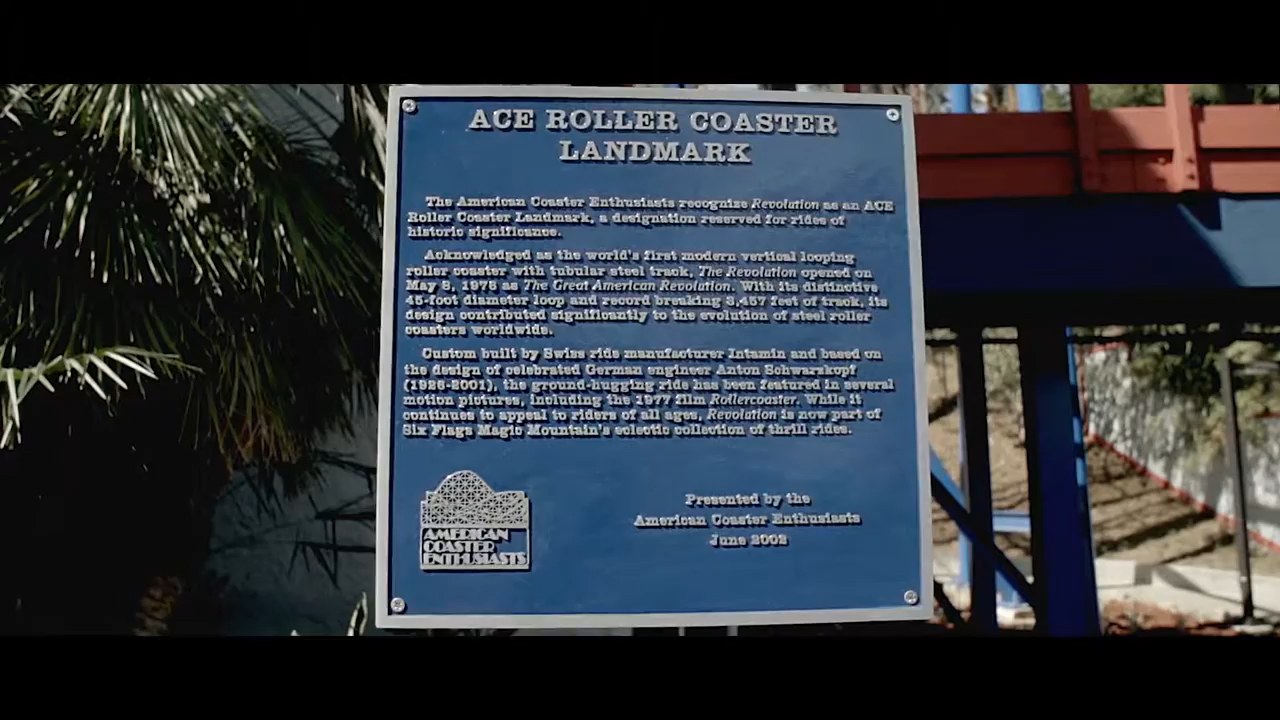 ACE ROLLER COASTER
LANDMARK
The American Coaster Enthusiasts recognize Revolution as an ACE
Roller Coaster Landmark, a designation reserved for rides of
historic significance.
Acknowledged as the world's first modern vertical looping
roller coaster with tubular steel track, The Revolution opened on
May 8, 1976 as The Great American Revolution. With its distinctive
45-foot diameter loop and record breaking 3,457 feet of track, its
design contributed significantly to the evolution of steel roller
coasters worldwide.
Custom built by Swiss ride manufacturer Intamin and based on
the design of celebrated German engineer Anton Schwarzkopf
(1926-2001), the ground-hugging ride has been featured in several
motion pictures, including the 1977 film Rollercoaster. While it
continues to appeal to riders of all ages, Revolution is now part of
Six Flags Magic Mountain's eclectic collection of thrill rides.
Presented by the
American Coaster Enthusiasts
June 2002
AMERICAN
COASTER
ENTHUSIASTS